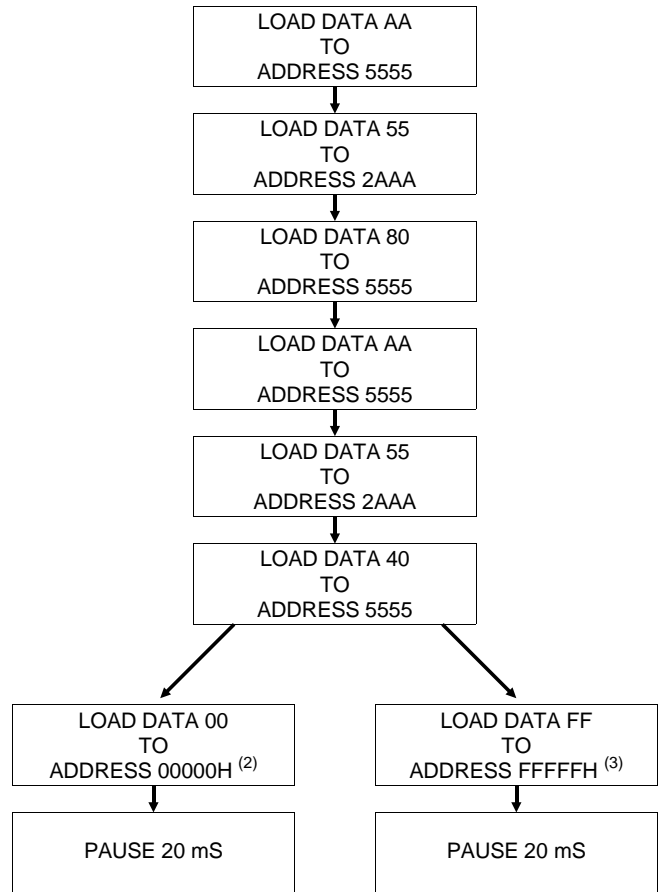 LOAD DATA AA
TO
ADDRESS 5555
LOAD DATA 55
TO
ADDRESS 2AAA
LOAD DATA 80
TO
ADDRESS 5555
LOAD DATA AA
TO
ADDRESS 5555
LOAD DATA 55
TO
ADDRESS 2AAA
LOAD DATA 40
TO
ADDRESS 5555
LOAD DATA 00
TO
ADDRESS 00000H (2)
PAUSE 20 mS
LOAD DATA FF
TO
ADDRESS FFFFFH (3)
PAUSE 20 mS